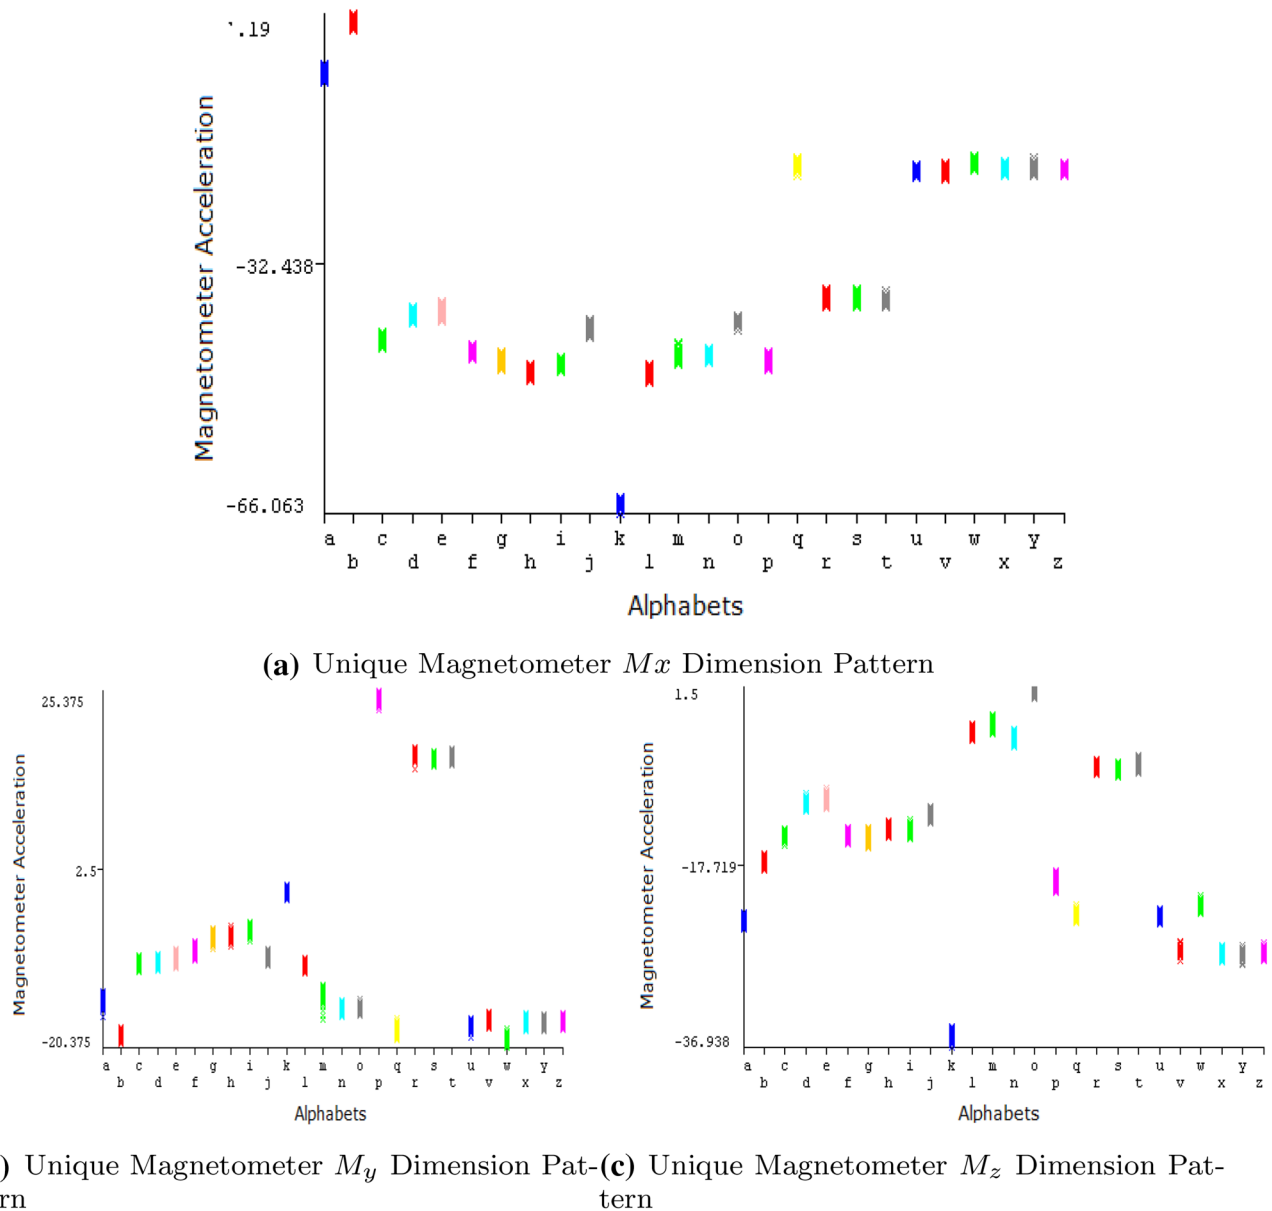 .19
Magnetometer Acceleration
-32.438
-66.063
a c e g i k m o q s u w y
b d f h j l n p r t v x z
Alphabets
(a) Unique Magnetometer Mx Dimension Pattern
25.375
Magnetometer Acceleration
2.5
-20.375
a c e g i k m o q s u w y
b d f h j l n p r t v x z
Alphabets
1.5
Magnetometer Acceleration
-17.719
-36.938
a c e g i k m o q s u w y
b d f h j l n p r t v x z
Alphabets
) Unique Magnetometer My Dimension Pat-
rn
(c) Unique Magnetometer Mz Dimension Pat-
tern